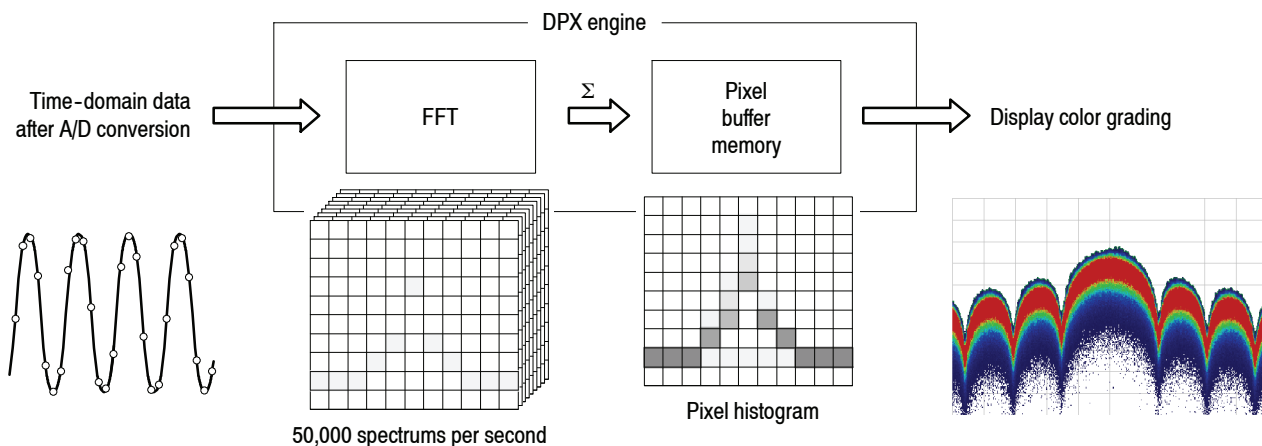 DPX engine
Time-domain data
after A/D conversion
FFT
Σ
Pixel
buffer
memory
Display color grading
Pixel histogram
50,000 spectrums per second